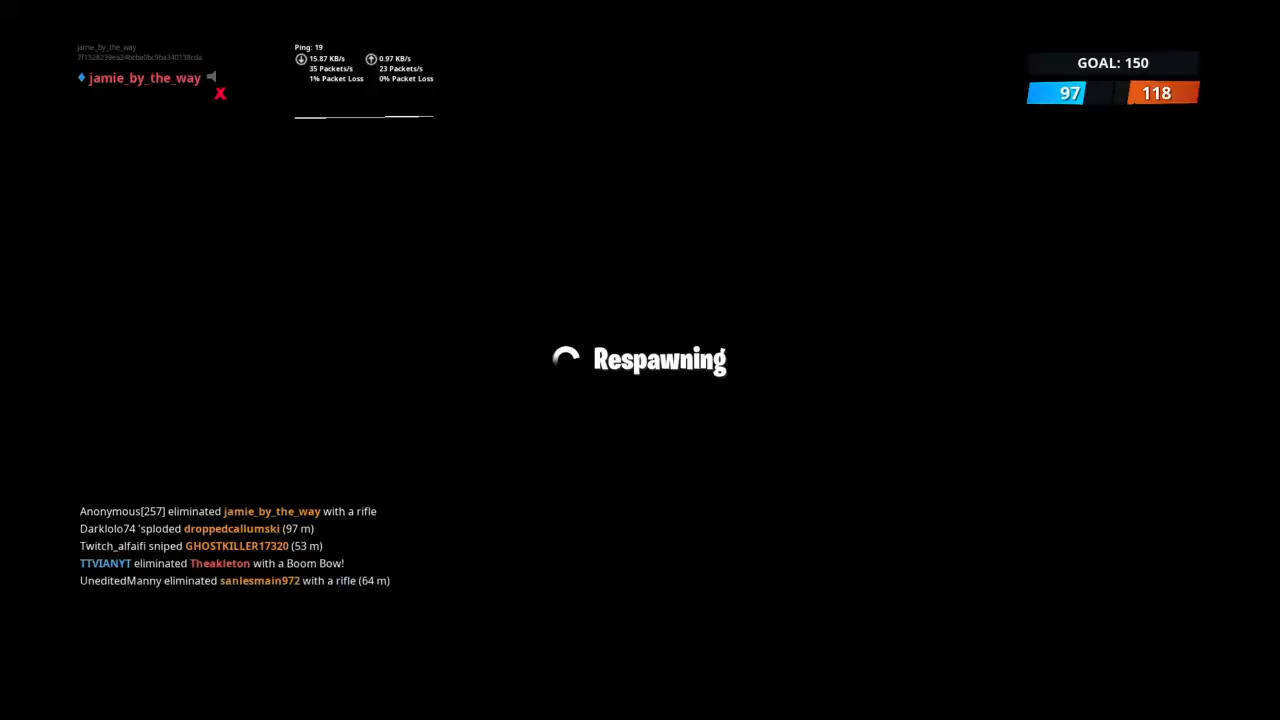 jamie_by_the_way
jamie_by_the_way
Ping: 19
15.87 KB/s
0.97 KB/s
35 Packets/s
23 Packets/s
1% Packet Loss
0% Packet Loss
GOAL: 150
97
118
Respawning
Anonymous[257] eliminated jamie_by_the_way with a rifle
Darklolo74 'sploded droppedcallumski (97 m)
Twitch_alfaifi sniped GHOSTKILLER17320 (53 m)
TTVIANYT eliminated Theakleton with a Boom Bow!
UneditedManny eliminated saniesmain972 with a rifle (64 m)